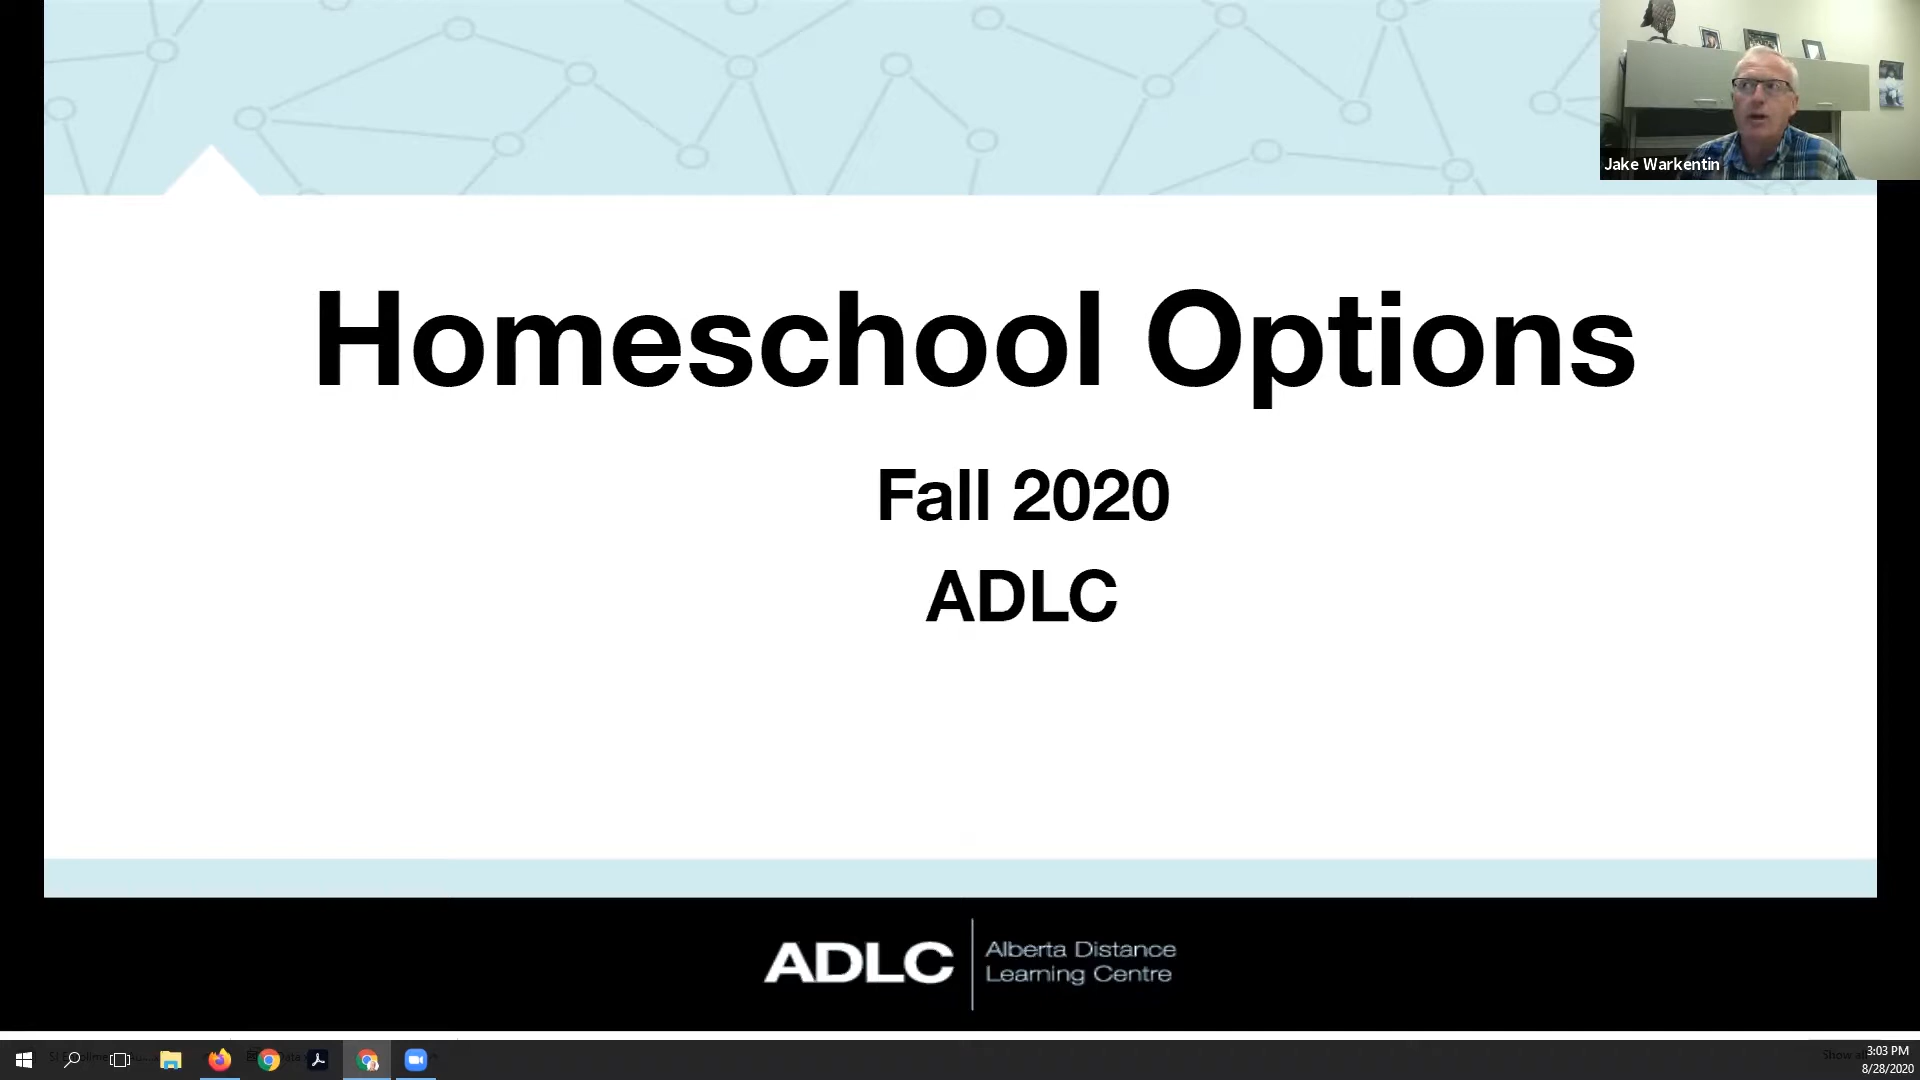 Jake Warkentin
Homeschool Options
Fall 2020
ADLC
ADLC
Alberta Distance
Learning Centre
3:03 PM
8/28/2020